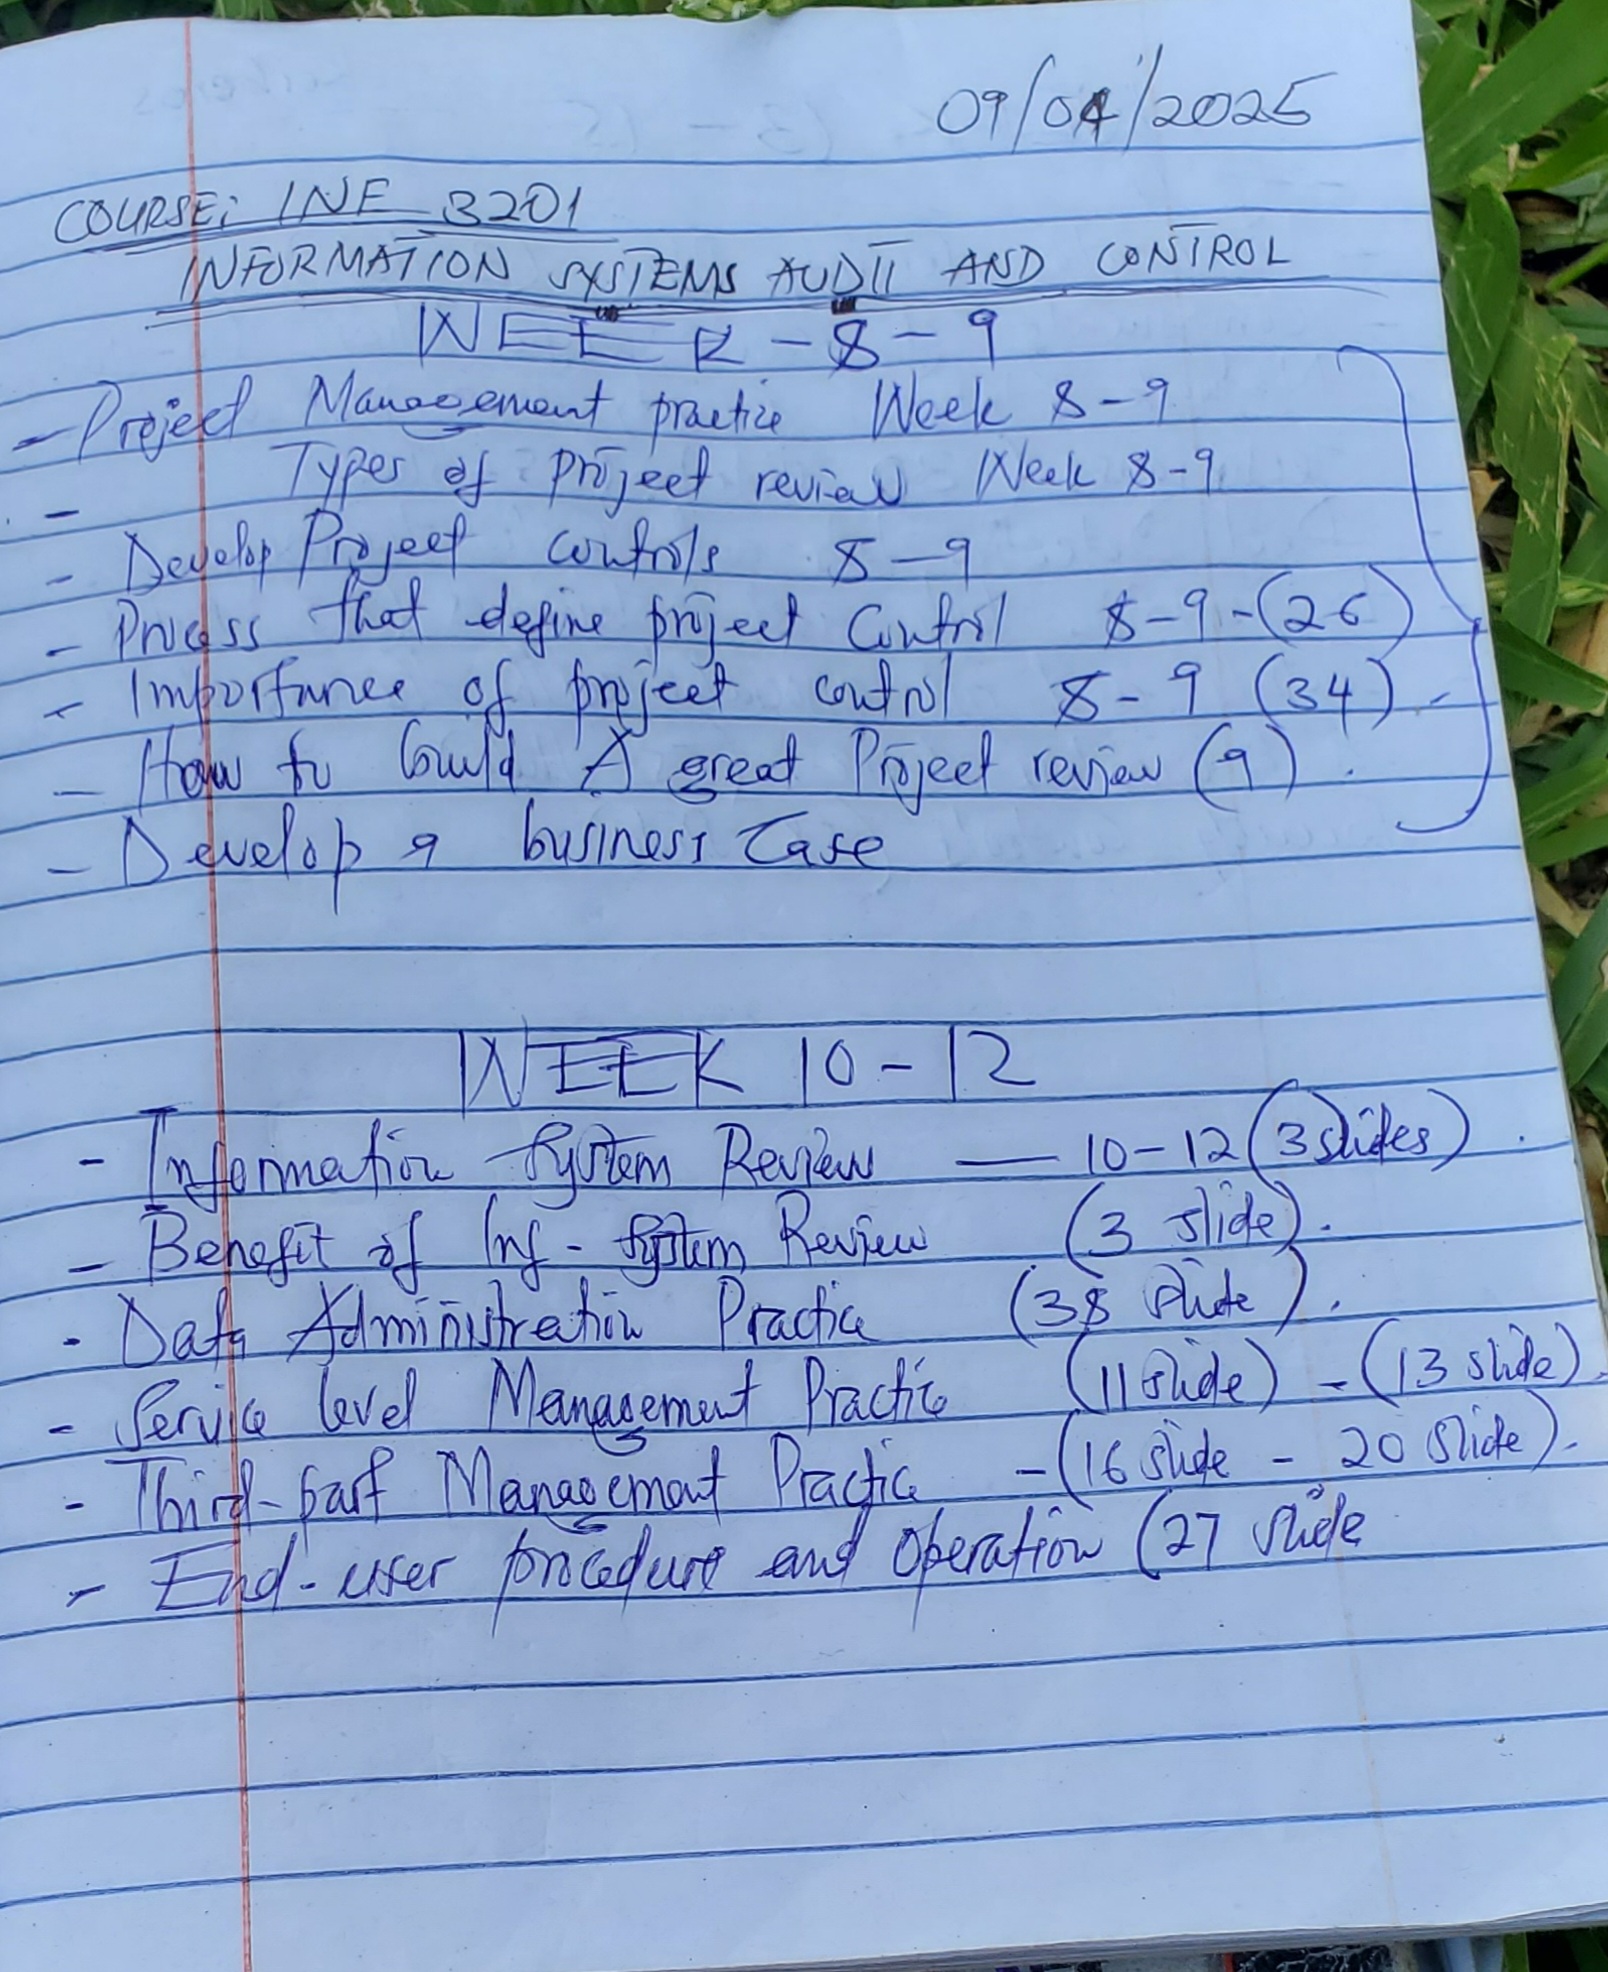 09/04/2025
COURSE: INF 3201
INFORMATION SYSTEMS AUDIT AND CONTROL
WEEK - 8 - 9
- Project Management practice Week 8-9
- Types of project review Week 8-9
- Develop Project controls 8-9
- Process that define project Control 8-9-(26)
- Importance of project control 8-9 (34)
- How to build A great Project review (9).
- Develop a business Case
WEEK 10-12
- Information System Review — 10-12 (3 slides).
- Benefit of Inf- System Review (3 slide).
- Data Administration Practice (38 slide).
- Service level Management Practice (11 slide) - (13 slide).
- Third-part Management Practice - (16 slide - 20 slide).
- End-user procedure and Operation (27 slide